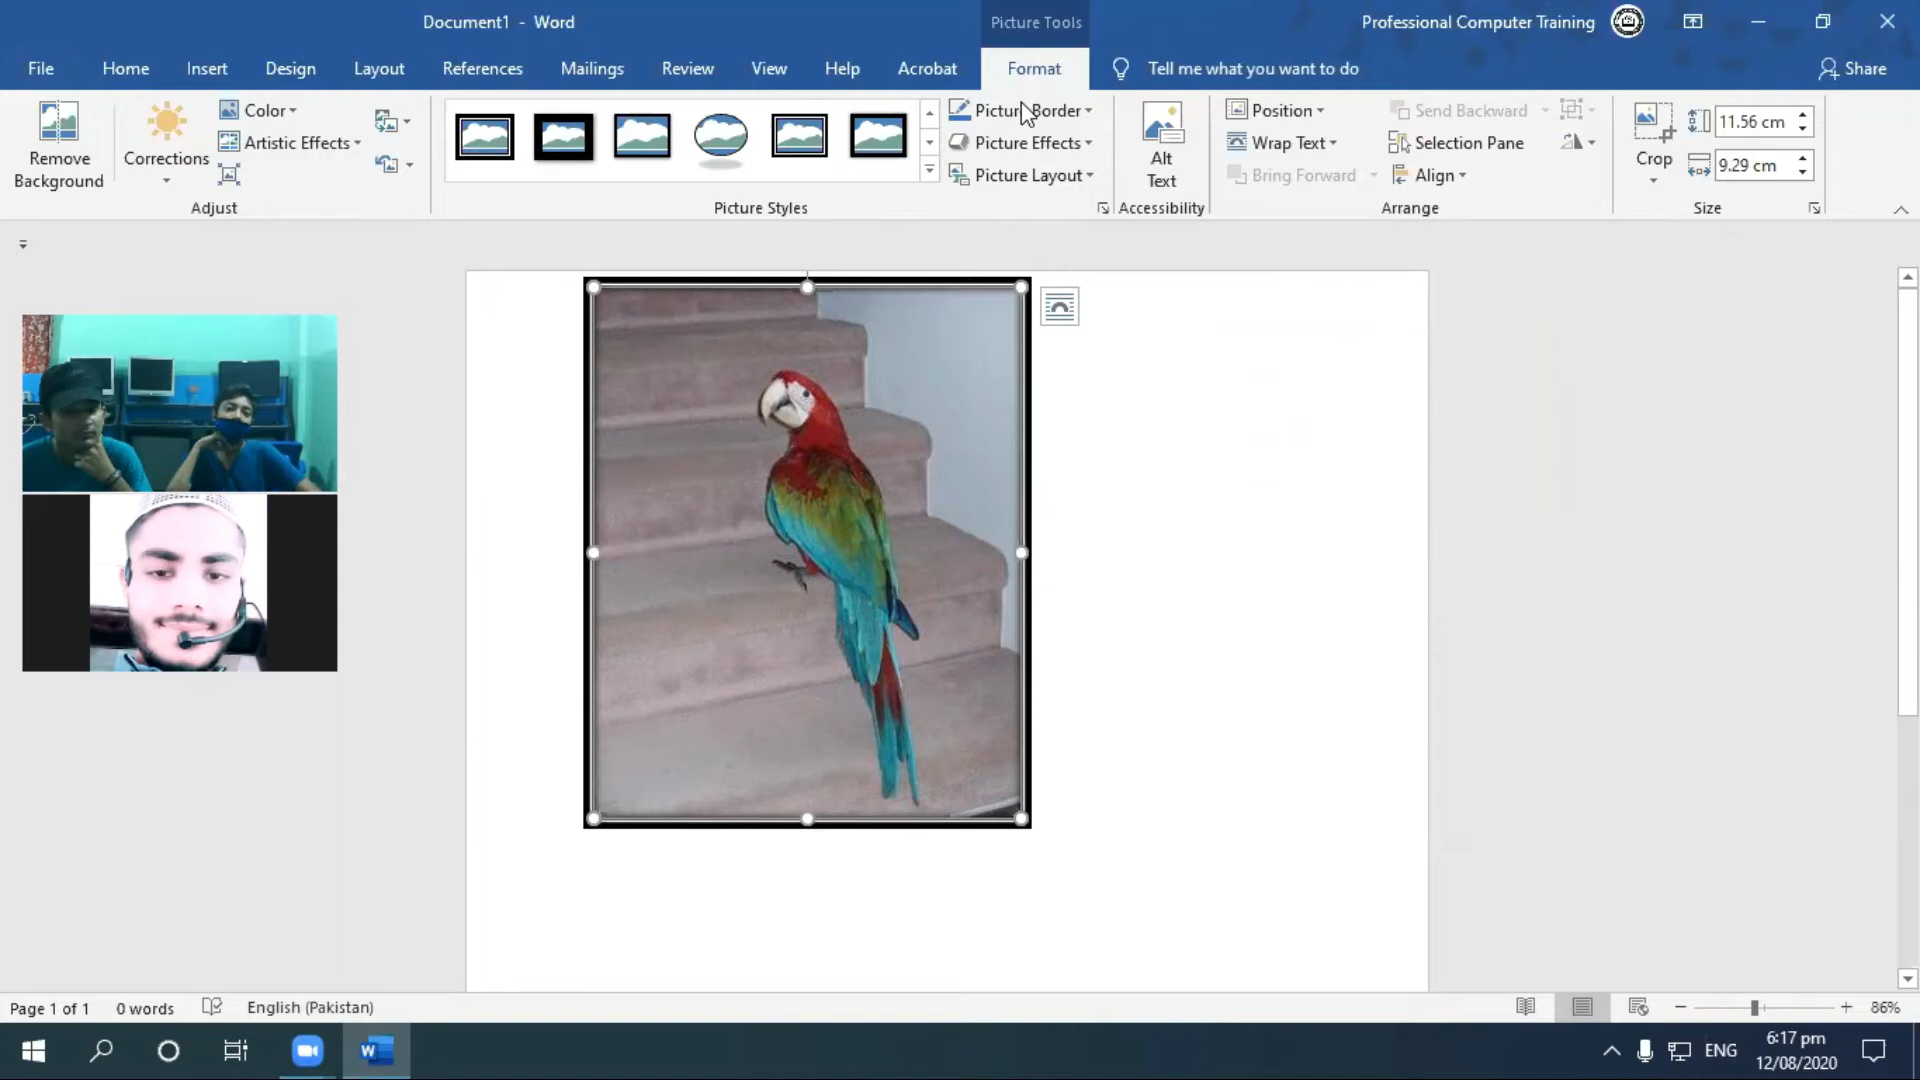 Document1 - Word
Picture Tools
Professional Computer Training
File Home Insert Design Layout References Mailings Review View Help Acrobat Format Tell me what you want to do Share
Remove Background
Corrections
Color
Artistic Effects
Adjust
Picture Styles
Picture Border
Picture Effects
Picture Layout
Alt Text
Accessibility
Position
Wrap Text
Bring Forward
Send Backward
Selection Pane
Align
Arrange
Crop
11.56 cm
9.29 cm
Size
Page 1 of 1 0 words English (Pakistan) 86%
ENG
6:17 pm
12/08/2020